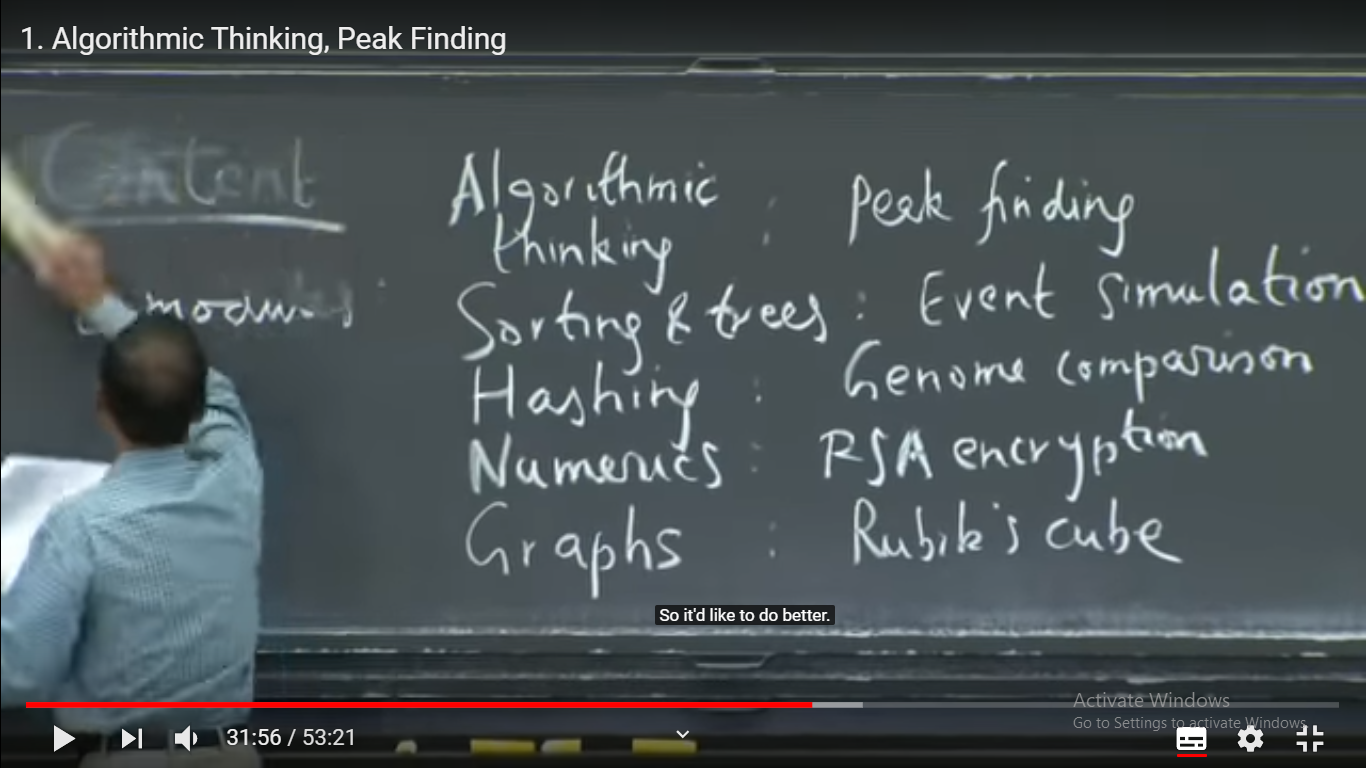 1. Algorithmic Thinking, Peak Finding
Content
modules :
Algorithmic thinking : Peak finding
Sorting & trees : Event simulation
Hashing : Genome comparison
Numerics : RSA encryption
Graphs : Rubik's cube
So it'd like to do better.
Activate Windows
Go to Settings to activate Windows.
31:56 / 53:21